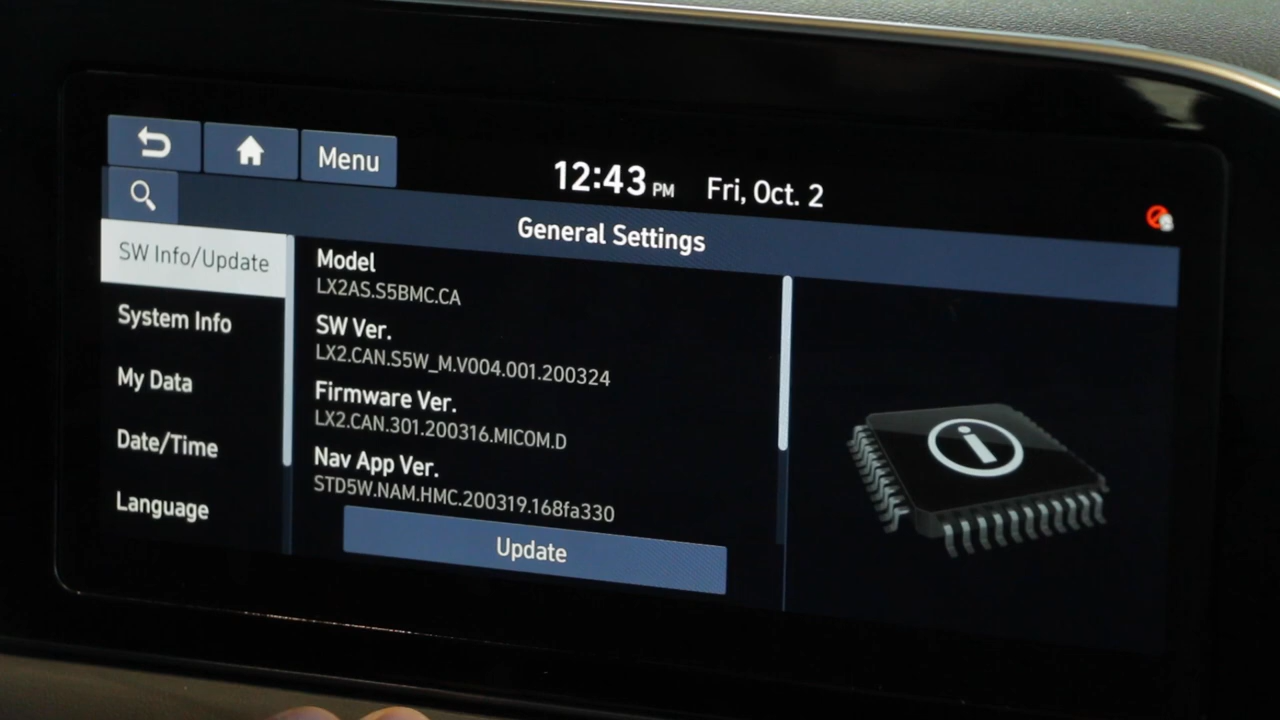 Menu
12:43 PM Fri, Oct. 2
General Settings
SW Info/Update
System Info
My Data
Date/Time
Language
Model
LX2AS.S5BMC.CA
SW Ver.
LX2.CAN.S5W_M.V004.001.200324
Firmware Ver.
LX2.CAN.301.200316.MICOM.D
Nav App Ver.
STD5W.NAM.HMC.200319.168fa330
Update